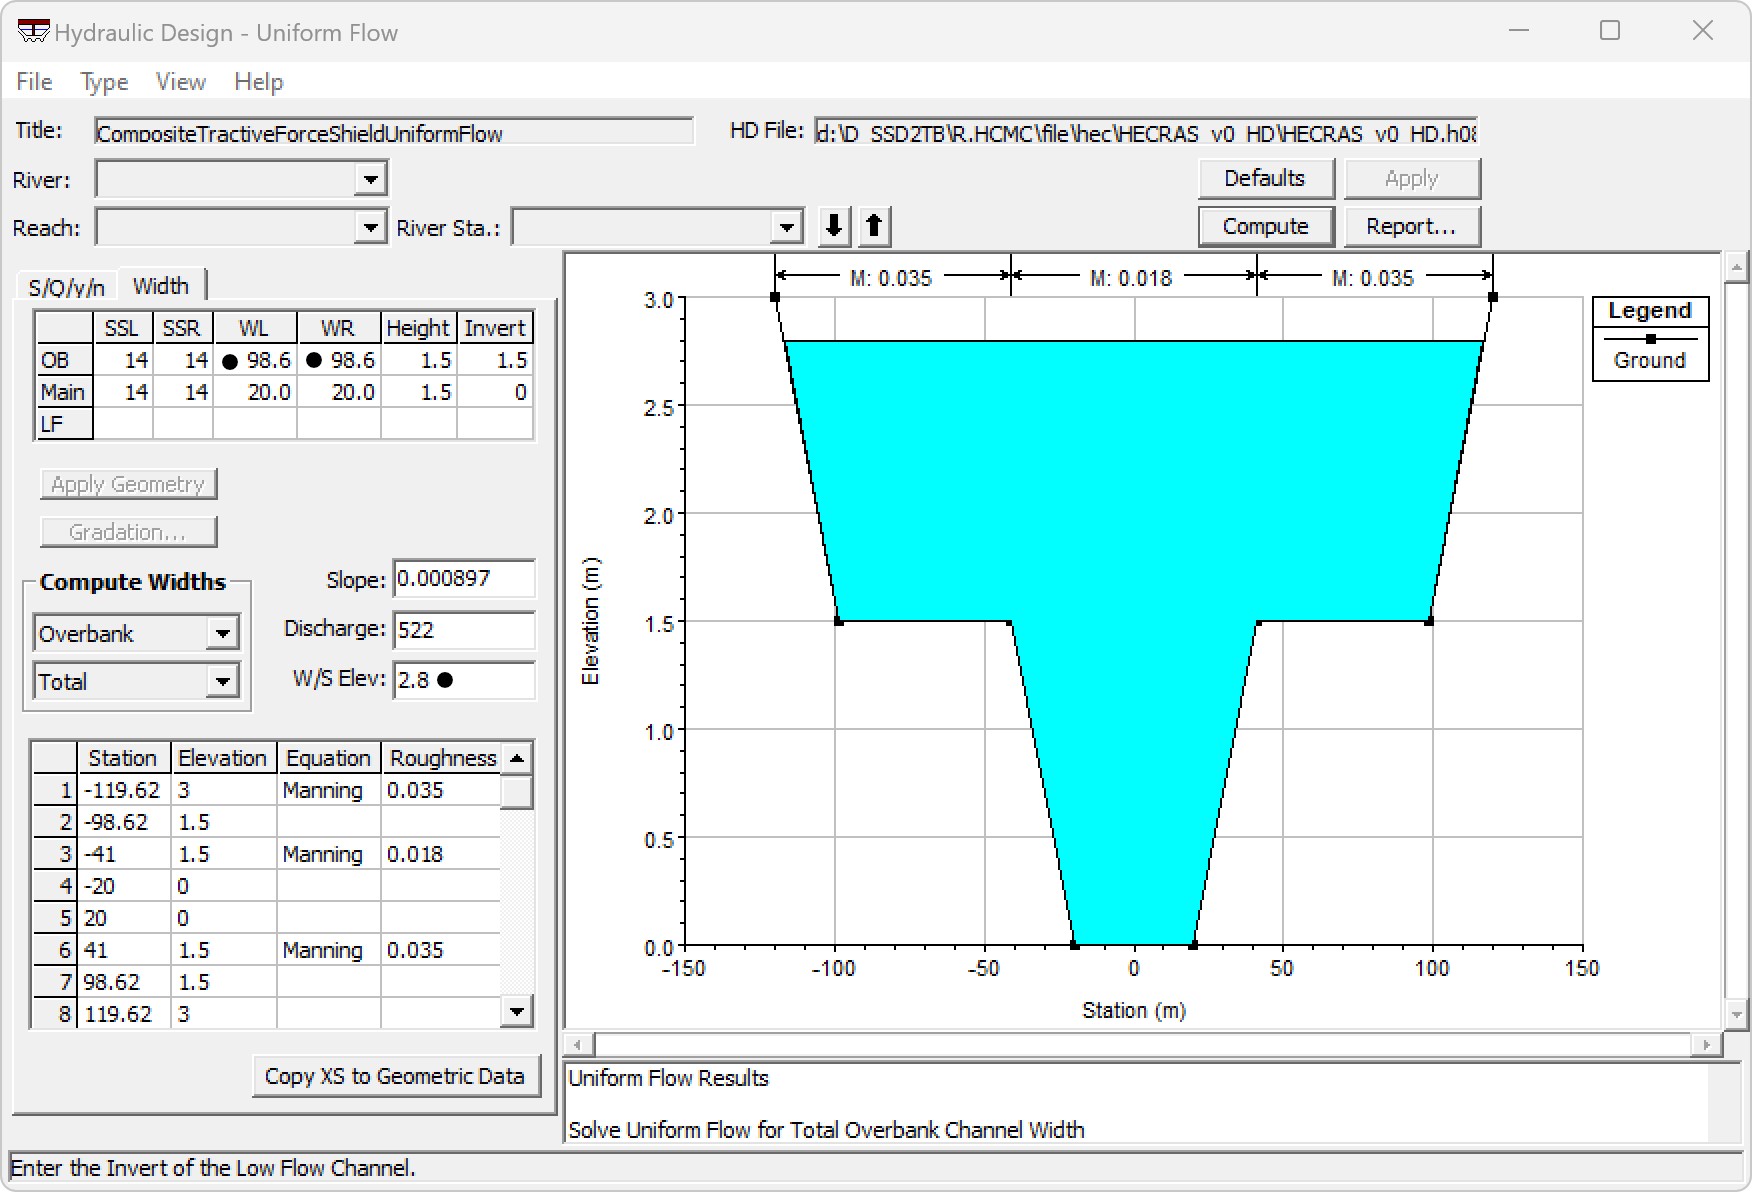 Hydraulic Design - Uniform Flow
File Type View Help
Title: CompositeTractiveForceShieldUniformFlow HD File: d:\D_SSD2TB\R.HCMC\file\hec\HECRAS_v0_HD\HECRAS_v0_HD.h08
River: Defaults Apply
Reach: River Sta.: Compute Report...
S/Q/y/n Width
SSL SSR WL WR Height Invert
OB 14 14 98.6 98.6 1.5 1.5
Main 14 14 20.0 20.0 1.5 0
LF
Apply Geometry
Gradation...
Compute Widths
Overbank
Total
Slope: 0.000897
Discharge: 522
W/S Elev: 2.8
Station Elevation Equation Roughness
1 -119.62 3 Manning 0.035
2 -98.62 1.5
3 -41 1.5 Manning 0.018
4 -20 0
5 20 0
6 41 1.5 Manning 0.035
7 98.62 1.5
8 119.62 3
Copy XS to Geometric Data
M: 0.035 M: 0.018 M: 0.035
3.0
2.5
2.0
1.5
1.0
0.5
0.0
Elevation (m)
-150 -100 -50 0 50 100 150
Station (m)
Legend
Ground
Uniform Flow Results
Solve Uniform Flow for Total Overbank Channel Width
Enter the Invert of the Low Flow Channel.